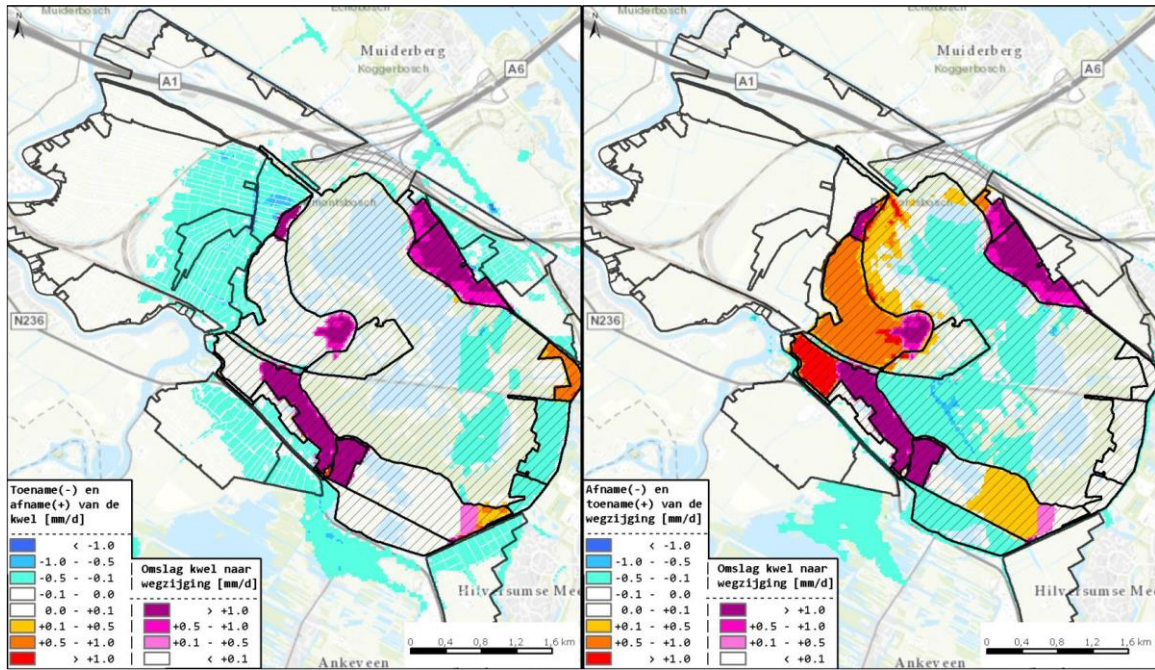 Muiderbos
Echobos
Muiderberg
Koggerbosch
A1
A6
N
N236
Toename(-) en
afname(+) van de
kwel [mm/d]
< -1.0
-1.0 - -0.5
-0.5 - -0.1
-0.1 - 0.0
0.0 - +0.1
+0.1 - +0.5
+0.5 - +1.0
> +1.0
Omslag kwel naar
wegzijging [mm/d]
> +1.0
+0.5 - +1.0
+0.1 - +0.5
< +0.1
Hilversumse Mee
Ankeveen
0 0,4 0,8 1,2 1,6 km
Muiderbos
Muiderberg
Koggerbosch
A1
A6
N
N236
Afname(-) en
toename(+) van de
wegzijging [mm/d]
< -1.0
-1.0 - -0.5
-0.5 - -0.1
-0.1 - 0.0
0.0 - +0.1
+0.1 - +0.5
+0.5 - +1.0
> +1.0
Omslag kwel naar
wegzijging [mm/d]
> +1.0
+0.5 - +1.0
+0.1 - +0.5
< +0.1
Hilversumse Mee
Ankeveen
0 0,4 0,8 1,2 1,6 km